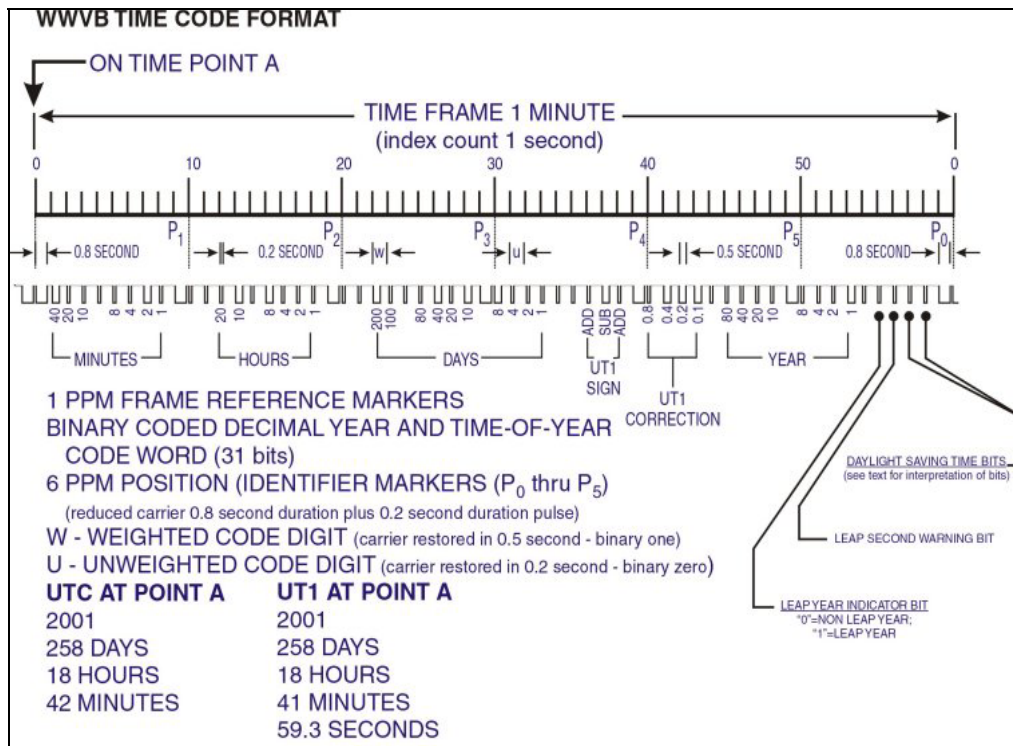 WWVB TIME CODE FORMAT
ON TIME POINT A
TIME FRAME 1 MINUTE
(index count 1 second)
0 10 20 30 40 50 0
P1 P2 P3 P4 P5 P0
0.8 SECOND 0.2 SECOND w u 0.5 SECOND 0.8 SECOND
40 20 10 8 4 2 1 20 10 8 4 2 1 200 100 80 40 20 10 8 4 2 1 ADD SUB ADD 0.8 0.4 0.2 0.1 80 40 20 10 8 4 2 1
MINUTES HOURS DAYS UT1 SIGN UT1 CORRECTION YEAR
1 PPM FRAME REFERENCE MARKERS
BINARY CODED DECIMAL YEAR AND TIME-OF-YEAR
CODE WORD (31 bits)
6 PPM POSITION (IDENTIFIER MARKERS (P0 thru P5)
(reduced carrier 0.8 second duration plus 0.2 second duration pulse)
W - WEIGHTED CODE DIGIT (carrier restored in 0.5 second - binary one)
U - UNWEIGHTED CODE DIGIT (carrier restored in 0.2 second - binary zero)
UTC AT POINT A
2001
258 DAYS
18 HOURS
42 MINUTES
UT1 AT POINT A
2001
258 DAYS
18 HOURS
41 MINUTES
59.3 SECONDS
DAYLIGHT SAVING TIME BITS
(see text for interpretation of bits)
LEAP SECOND WARNING BIT
LEAP YEAR INDICATOR BIT
"0"=NON LEAP YEAR;
"1"=LEAP YEAR